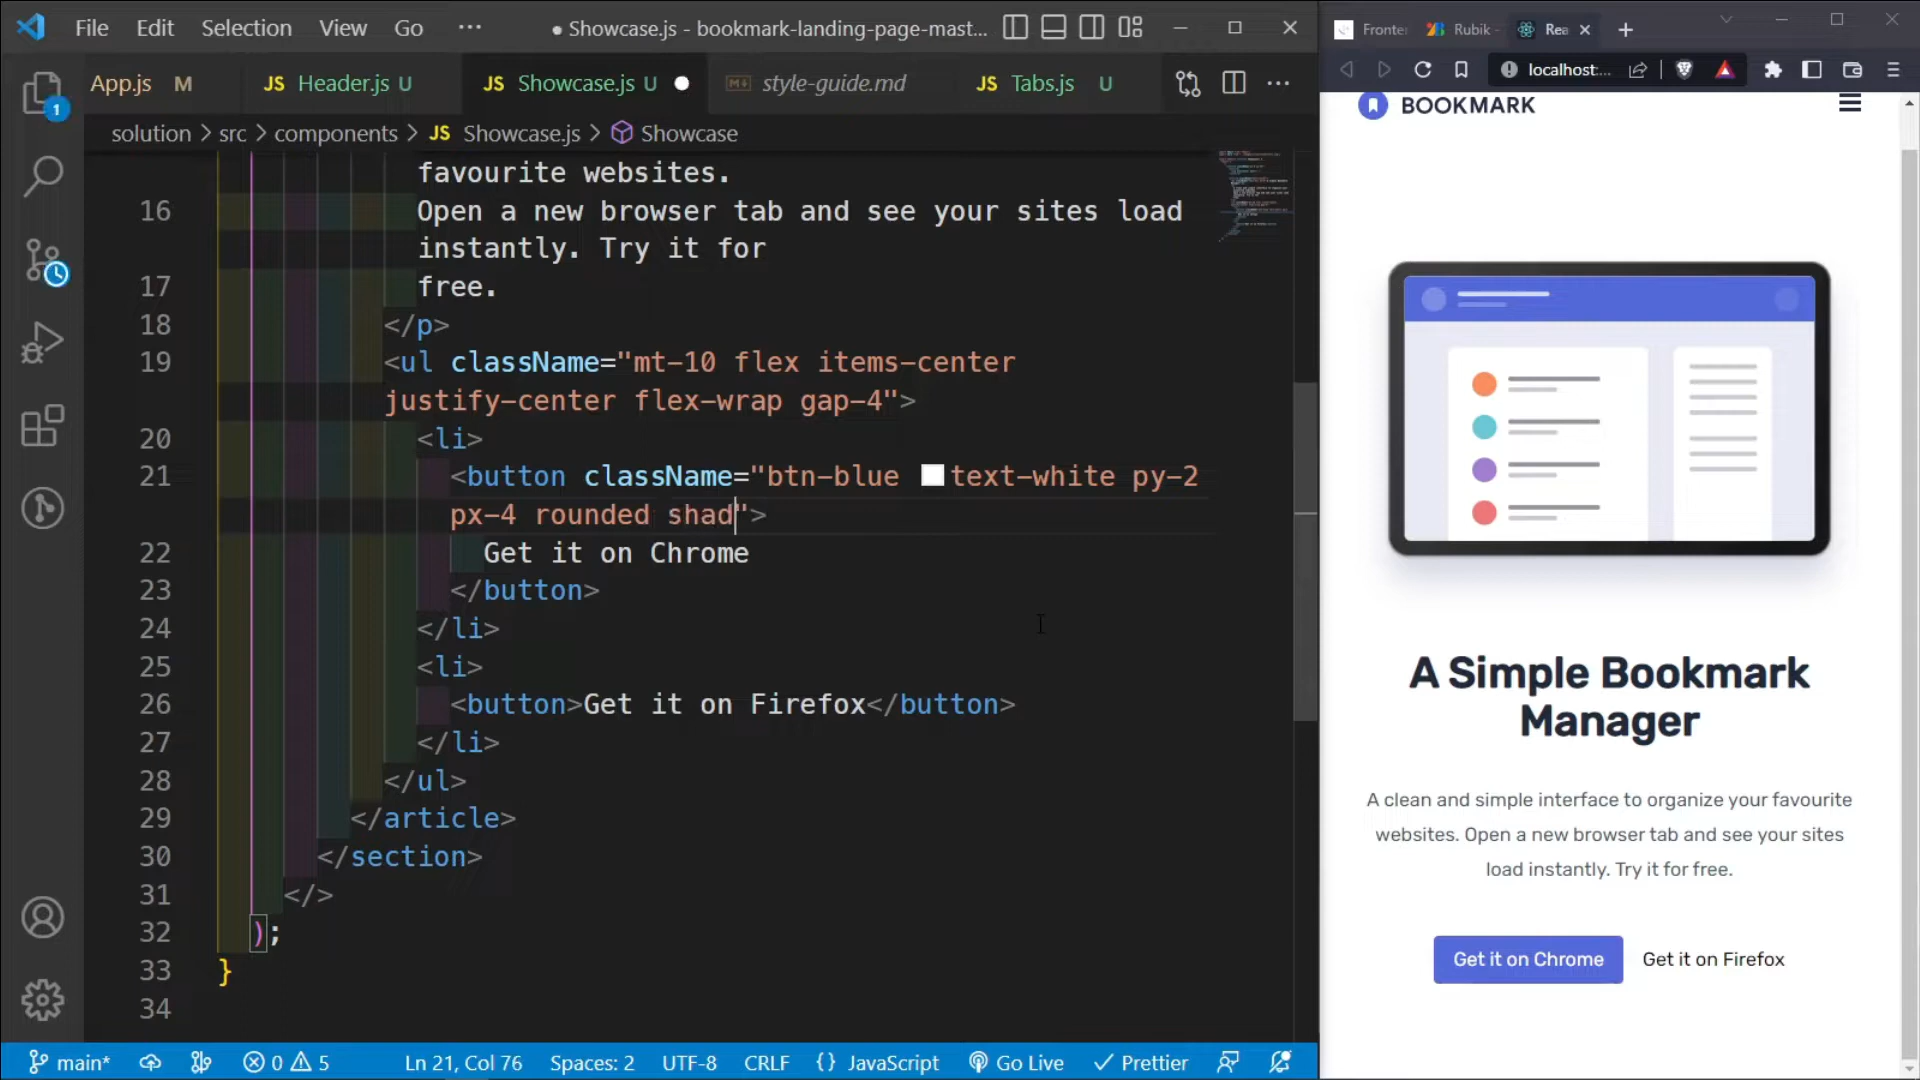 File Edit Selection View Go ··· ● Showcase.js - bookmark-landing-page-mast...
App.js M JS Header.js U JS Showcase.js U ● style-guide.md JS Tabs.js U ···
solution > src > components > JS Showcase.js > Showcase
favourite websites.
16 Open a new browser tab and see your sites load
instantly. Try it for
17 free.
18 </p>
19 <ul className="mt-10 flex items-center
justify-center flex-wrap gap-4">
20 <li>
21 <button className="btn-blue text-white py-2
px-4 rounded shad">
22 Get it on Chrome
23 </button>
24 </li>
25 <li>
26 <button>Get it on Firefox</button>
27 </li>
28 </ul>
29 </article>
30 </section>
31 </>
32 );
33 }
34
1
main* 0 5 Ln 21, Col 76 Spaces: 2 UTF-8 CRLF {} JavaScript Go Live Prettier
Fronter Rubik - Rea
localhost:...
BOOKMARK
A Simple Bookmark
Manager
A clean and simple interface to organize your favourite
websites. Open a new browser tab and see your sites
load instantly. Try it for free.
Get it on Chrome Get it on Firefox